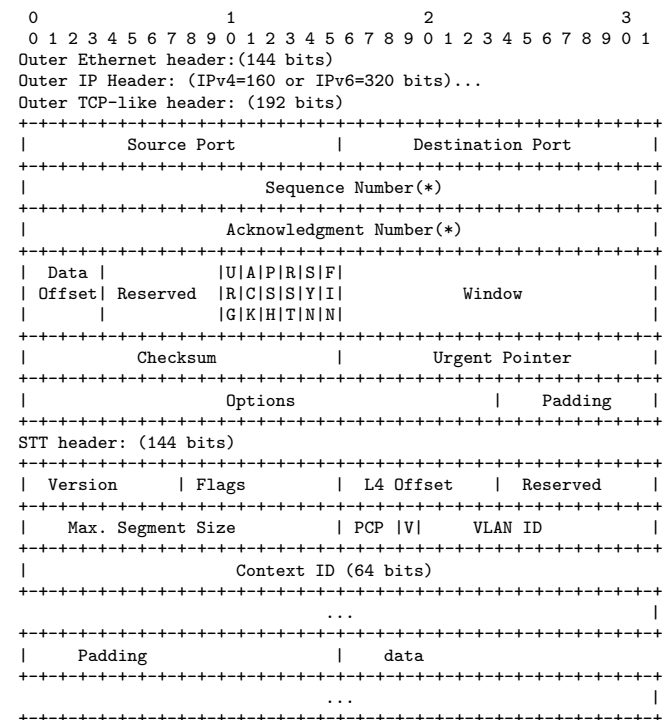 0                   1                   2                   3
 0 1 2 3 4 5 6 7 8 9 0 1 2 3 4 5 6 7 8 9 0 1 2 3 4 5 6 7 8 9 0 1
Outer Ethernet header:(144 bits)
Outer IP Header: (IPv4=160 or IPv6=320 bits)...
Outer TCP-like header: (192 bits)
+-+-+-+-+-+-+-+-+-+-+-+-+-+-+-+-+-+-+-+-+-+-+-+-+-+-+-+-+-+-+-+-+
|          Source Port          |       Destination Port        |
+-+-+-+-+-+-+-+-+-+-+-+-+-+-+-+-+-+-+-+-+-+-+-+-+-+-+-+-+-+-+-+-+
|                        Sequence Number(*)                     |
+-+-+-+-+-+-+-+-+-+-+-+-+-+-+-+-+-+-+-+-+-+-+-+-+-+-+-+-+-+-+-+-+
|                    Acknowledgment Number(*)                   |
+-+-+-+-+-+-+-+-+-+-+-+-+-+-+-+-+-+-+-+-+-+-+-+-+-+-+-+-+-+-+-+-+
|  Data |           |U|A|P|R|S|F|                               |
| Offset| Reserved  |R|C|S|S|Y|I|            Window             |
|       |           |G|K|H|T|N|N|                               |
+-+-+-+-+-+-+-+-+-+-+-+-+-+-+-+-+-+-+-+-+-+-+-+-+-+-+-+-+-+-+-+-+
|           Checksum            |         Urgent Pointer        |
+-+-+-+-+-+-+-+-+-+-+-+-+-+-+-+-+-+-+-+-+-+-+-+-+-+-+-+-+-+-+-+-+
|                    Options                    |    Padding    |
+-+-+-+-+-+-+-+-+-+-+-+-+-+-+-+-+-+-+-+-+-+-+-+-+-+-+-+-+-+-+-+-+
STT header: (144 bits)
+-+-+-+-+-+-+-+-+-+-+-+-+-+-+-+-+-+-+-+-+-+-+-+-+-+-+-+-+-+-+-+-+
|  Version      | Flags         |  L4 Offset    |  Reserved     |
+-+-+-+-+-+-+-+-+-+-+-+-+-+-+-+-+-+-+-+-+-+-+-+-+-+-+-+-+-+-+-+-+
|    Max. Segment Size          | PCP |V|     VLAN ID           |
+-+-+-+-+-+-+-+-+-+-+-+-+-+-+-+-+-+-+-+-+-+-+-+-+-+-+-+-+-+-+-+-+
|                     Context ID (64 bits)
+-+-+-+-+-+-+-+-+-+-+-+-+-+-+-+-+-+-+-+-+-+-+-+-+-+-+-+-+-+-+-+-+
                               ...                              |
+-+-+-+-+-+-+-+-+-+-+-+-+-+-+-+-+-+-+-+-+-+-+-+-+-+-+-+-+-+-+-+-+
|     Padding                   |    data
+-+-+-+-+-+-+-+-+-+-+-+-+-+-+-+-+-+-+-+-+-+-+-+-+-+-+-+-+-+-+-+-+
                               ...                              |
+-+-+-+-+-+-+-+-+-+-+-+-+-+-+-+-+-+-+-+-+-+-+-+-+-+-+-+-+-+-+-+-+